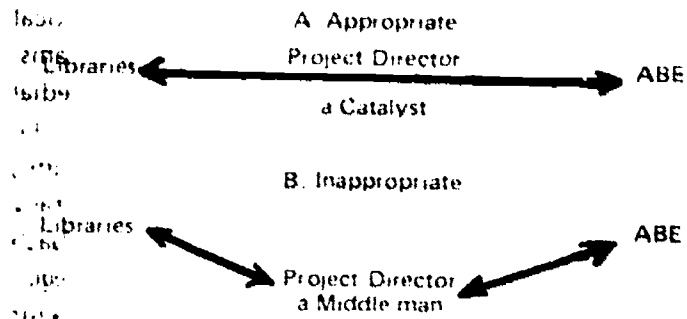 A. Appropriate
Project Director
Libraries ABE
a Catalyst
B. Inappropriate
Libraries ABE
Project Director
a Middle man